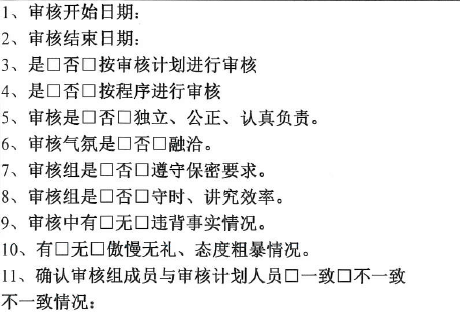 1、审核开始日期：
2、审核结束日期：
3、是□否□按审核计划进行审核
4、是□否□按程序进行审核
5、审核是□否□独立、公正、认真负责。
6、审核气氛是□否□融洽。
7、审核组是□否□遵守保密要求。
8、审核组是□否□守时、讲究效率。
9、审核中有□无□违背事实情况。
10、有□无□傲慢无礼、态度粗暴情况。
11、确认审核组成员与审核计划人员□一致□不一致
不一致情况：